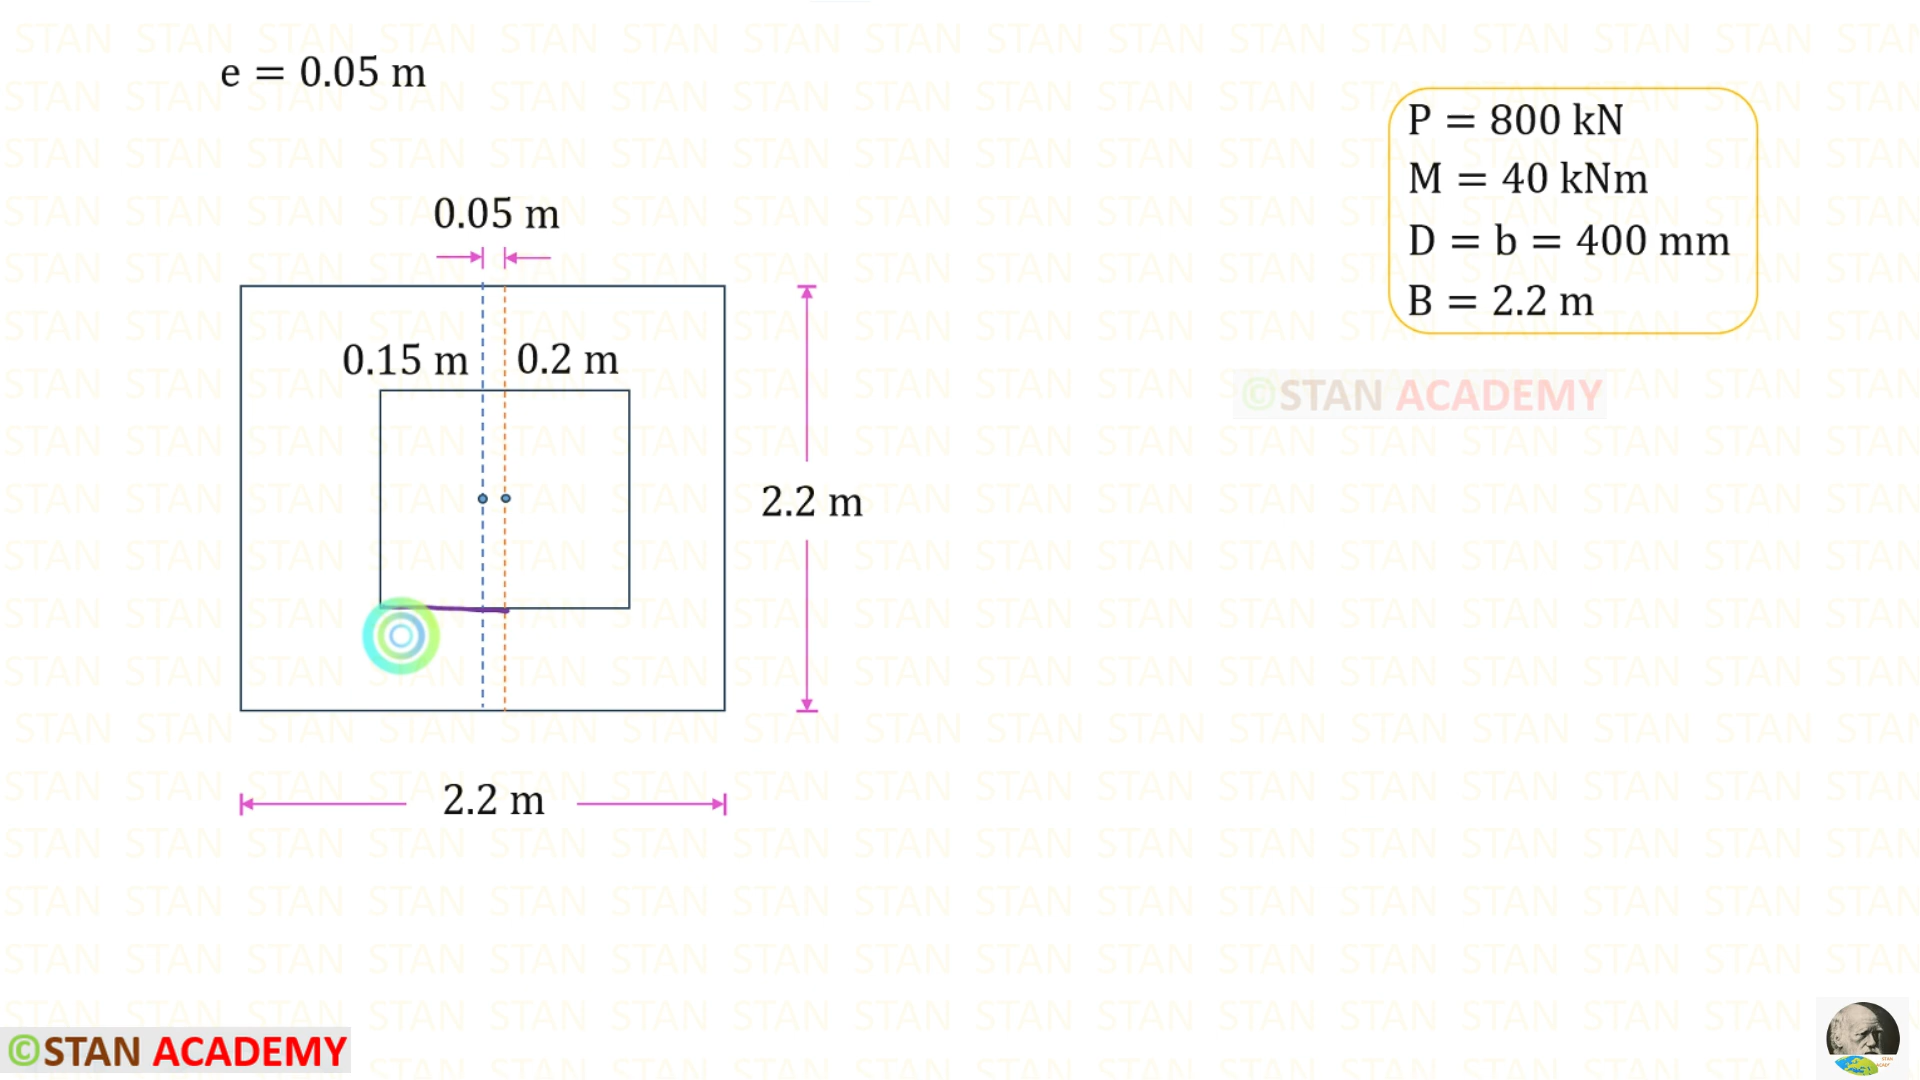 e = 0.05 m
P = 800 kN
M = 40 kNm
D = b = 400 mm
B = 2.2 m
0.05 m
0.15 m
0.2 m
©STAN ACADEMY
2.2 m
2.2 m
©STAN ACADEMY